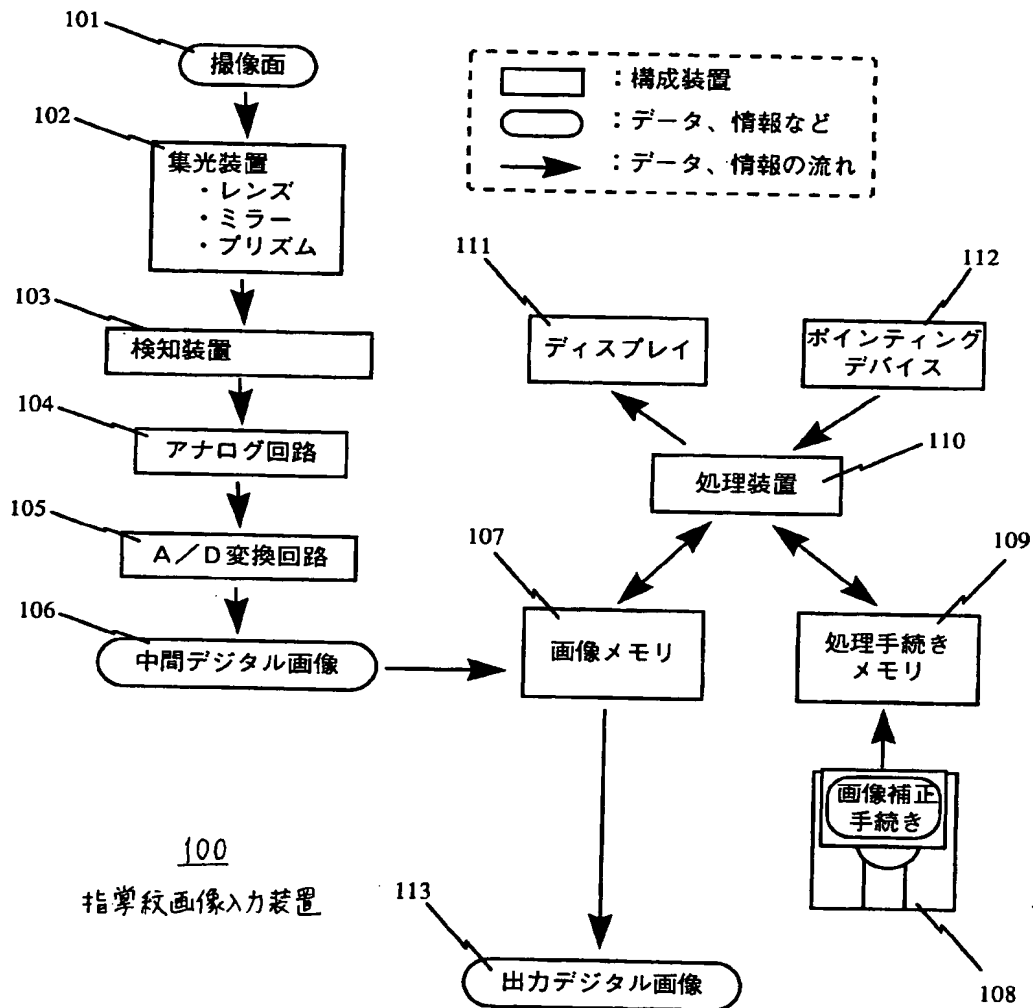 101
撮像面
102
集光装置
・レンズ
・ミラー
・プリズム
103
検知装置
104
アナログ回路
105
A/D変換回路
106
中間デジタル画像
:構成装置
:データ、情報など
:データ、情報の流れ
111
ディスプレイ
112
ポインティング
デバイス
110
処理装置
107
画像メモリ
109
処理手続き
メモリ
画像補正
手続き
108
100
指掌紋画像入力装置
113
出力デジタル画像